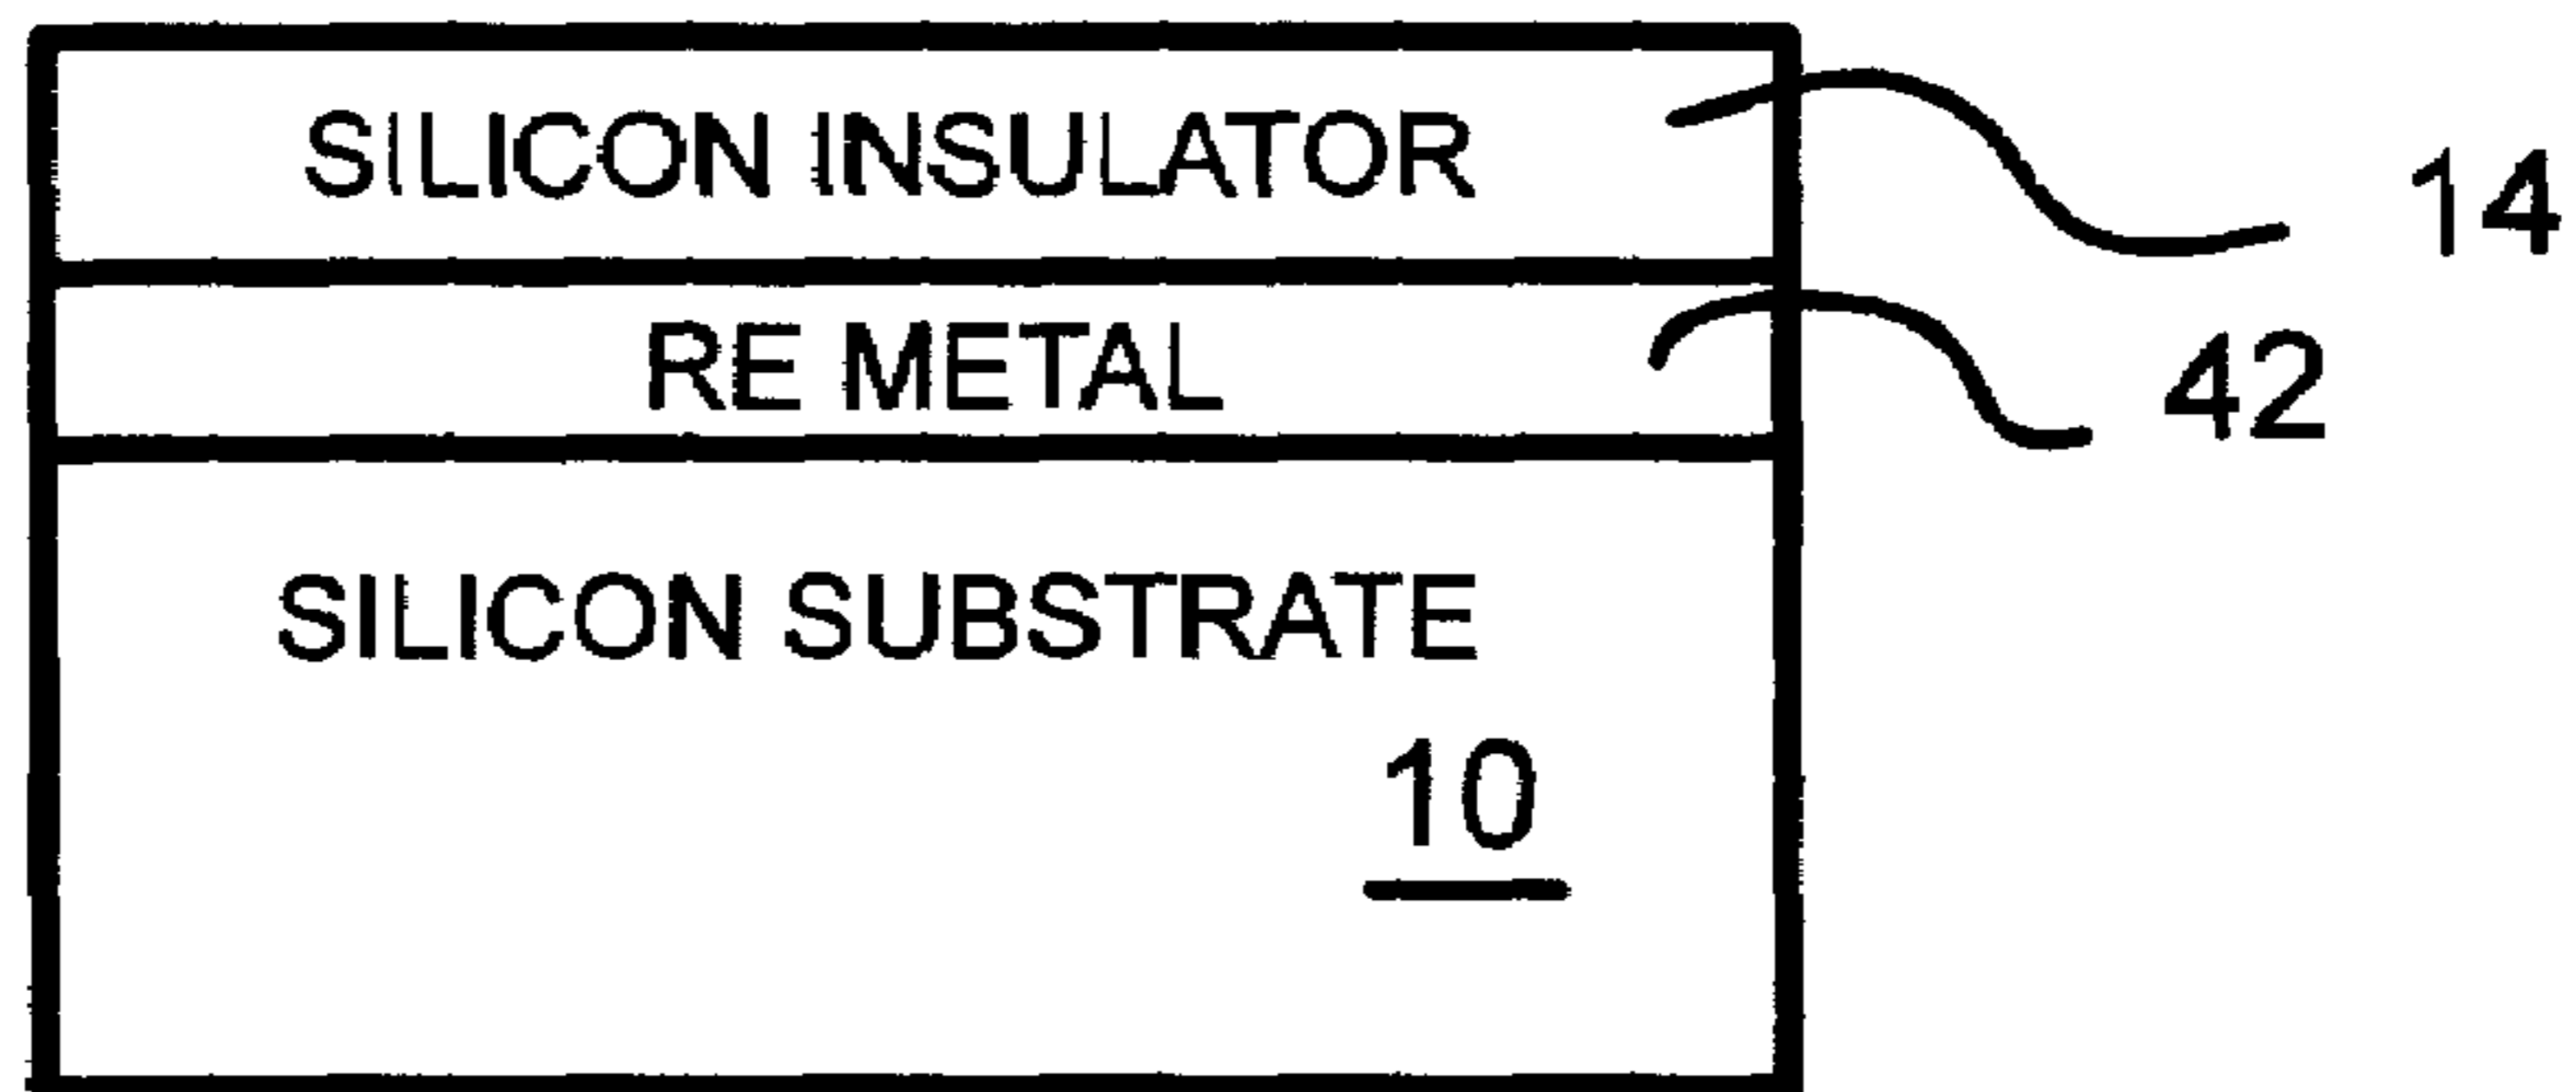 SILICON INSULATOR
14
RE METAL
42
SILICON SUBSTRATE
10